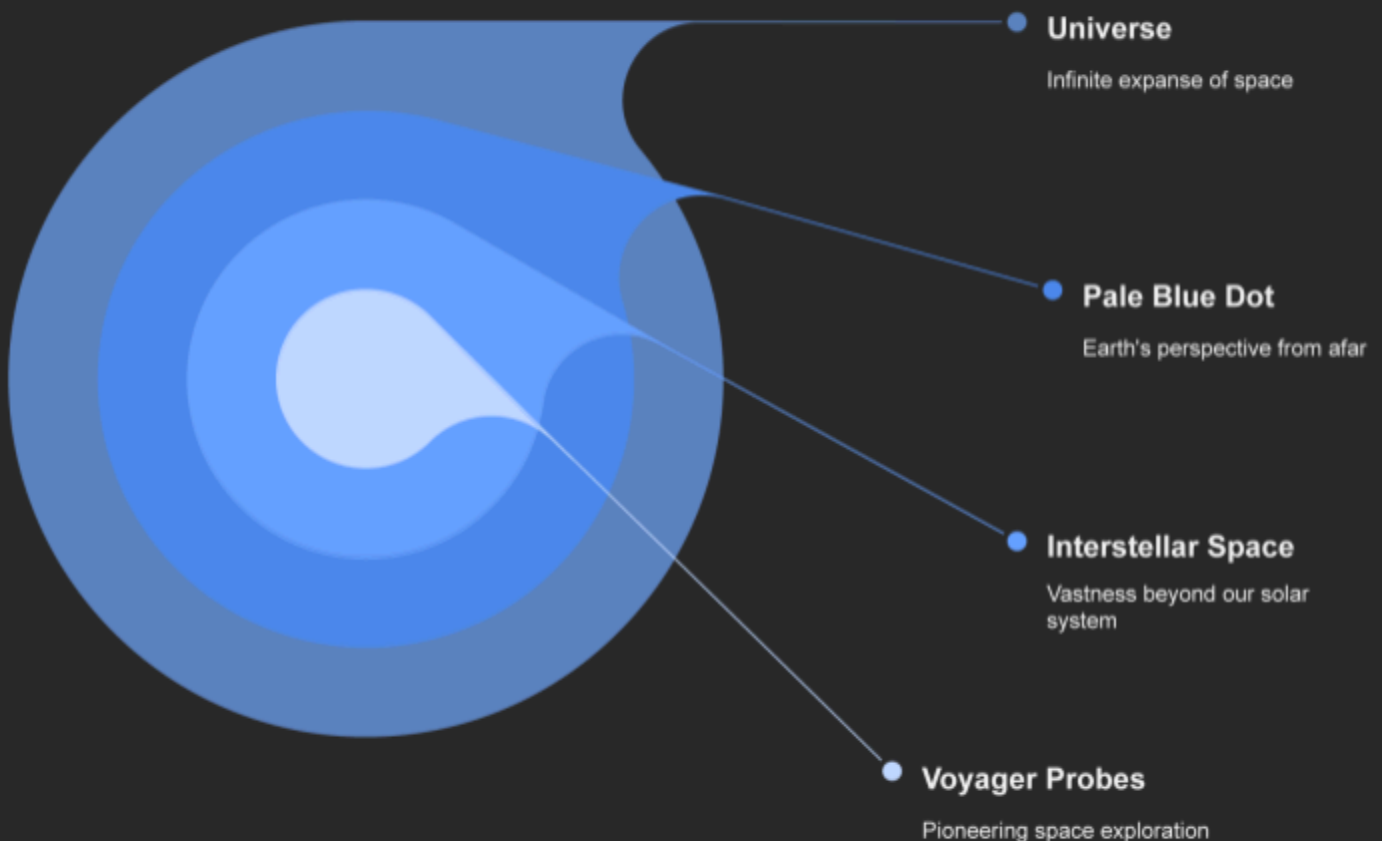 Universe
Infinite expanse of space
Pale Blue Dot
Earth's perspective from afar
Interstellar Space
Vastness beyond our solar
system
Voyager Probes
Pioneering space exploration